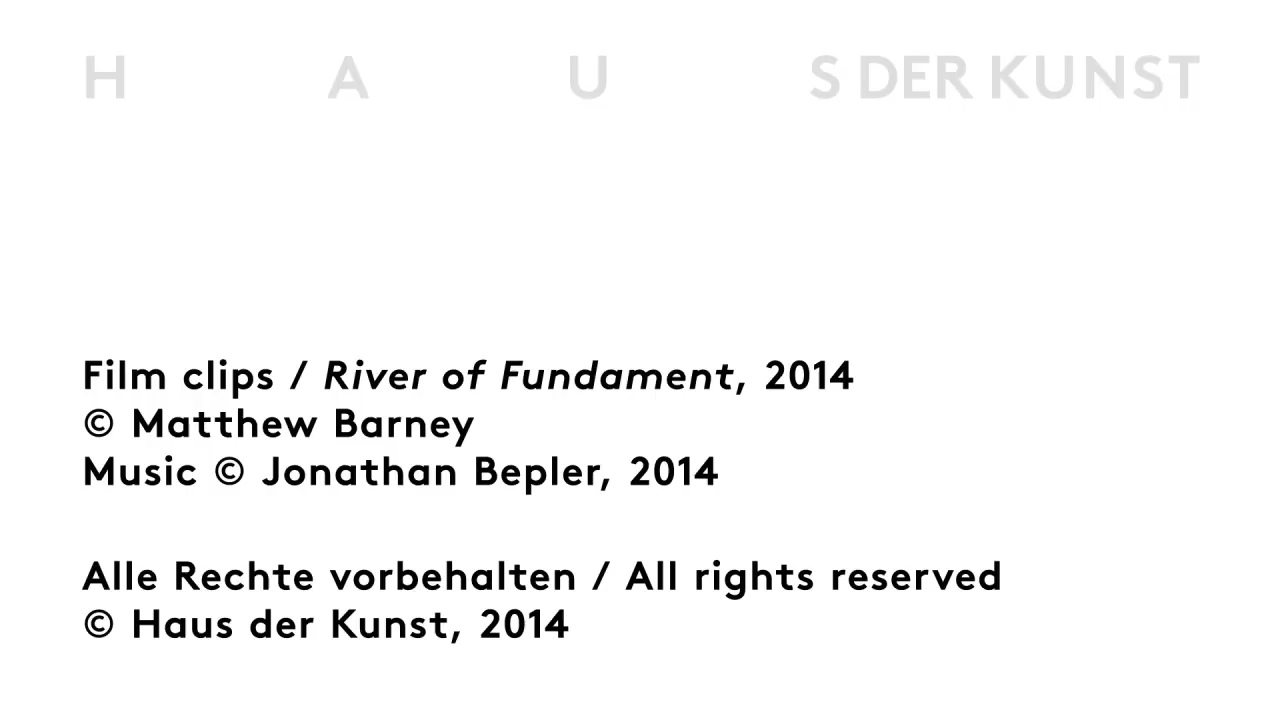 HAUS DER KUNST
Film clips / River of Fundament, 2014
© Matthew Barney
Music © Jonathan Bepler, 2014
Alle Rechte vorbehalten / All rights reserved
© Haus der Kunst, 2014